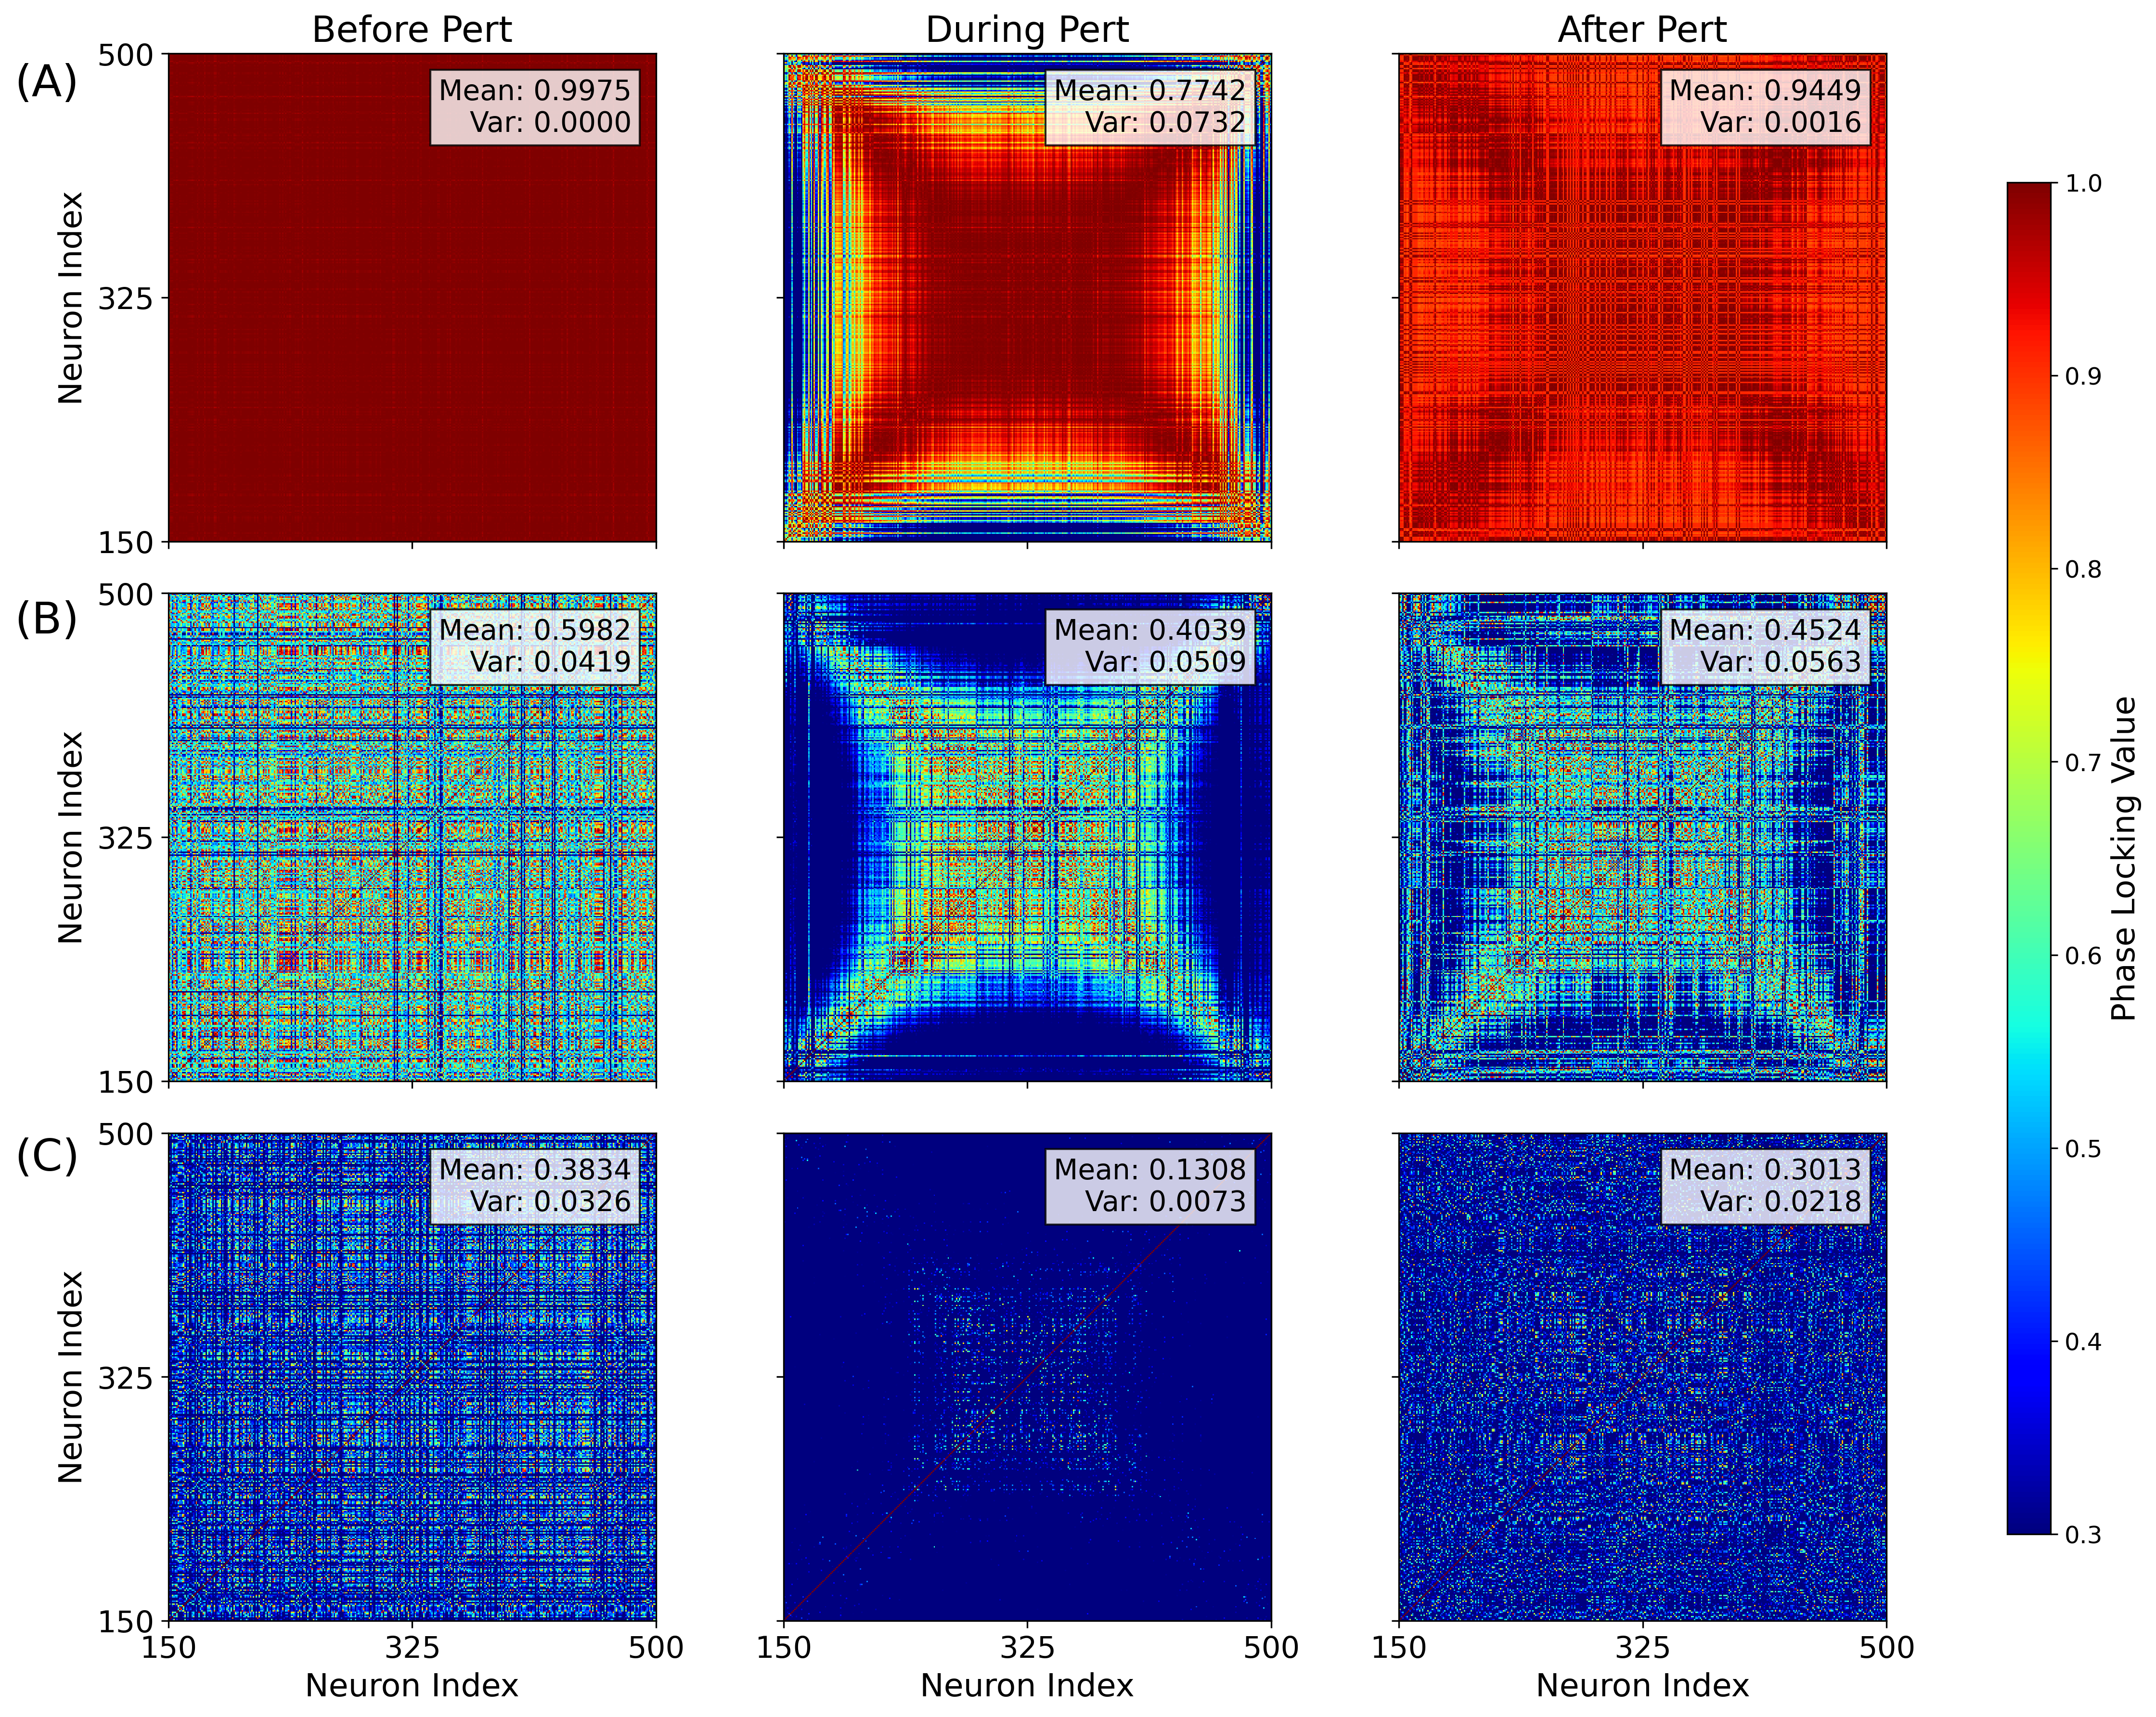 Before Pert
During Pert
After Pert
(A)
500
325
150
Neuron Index
Mean: 0.9975
Var: 0.0000
Mean: 0.7742
Var: 0.0732
Mean: 0.9449
Var: 0.0016
(B)
500
325
150
Neuron Index
Mean: 0.5982
Var: 0.0419
Mean: 0.4039
Var: 0.0509
Mean: 0.4524
Var: 0.0563
(C)
500
325
150
Neuron Index
Mean: 0.3834
Var: 0.0326
Mean: 0.1308
Var: 0.0073
Mean: 0.3013
Var: 0.0218
150 325 500
150 325 500
150 325 500
Neuron Index
Neuron Index
Neuron Index
1.0
0.9
0.8
0.7
0.6
0.5
0.4
0.3
Phase Locking Value